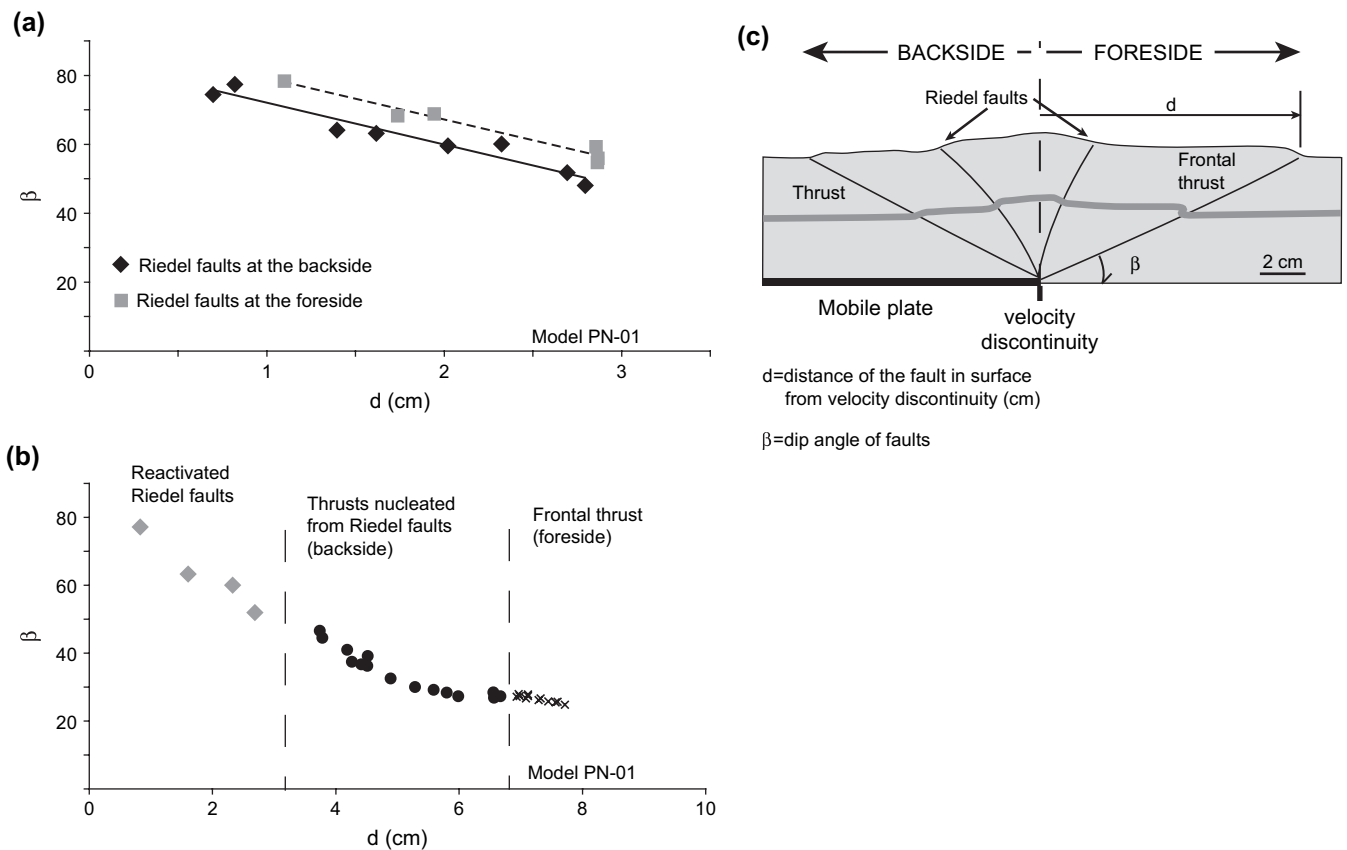 (a)
80
60
40
20
β
Riedel faults at the backside
Riedel faults at the foreside
Model PN-01
0
1
2
3
d (cm)
(b)
Reactivated
Riedel faults
Thrusts nucleated
from Riedel faults
(backside)
Frontal thrust
(foreside)
80
60
40
20
β
Model PN-01
0
2
4
6
8
10
d (cm)
(c)
BACKSIDE
FORESIDE
Riedel faults
d
Thrust
Frontal
thrust
β
2 cm
Mobile plate
velocity
discontinuity
d=distance of the fault in surface
from velocity discontinuity (cm)
β=dip angle of faults